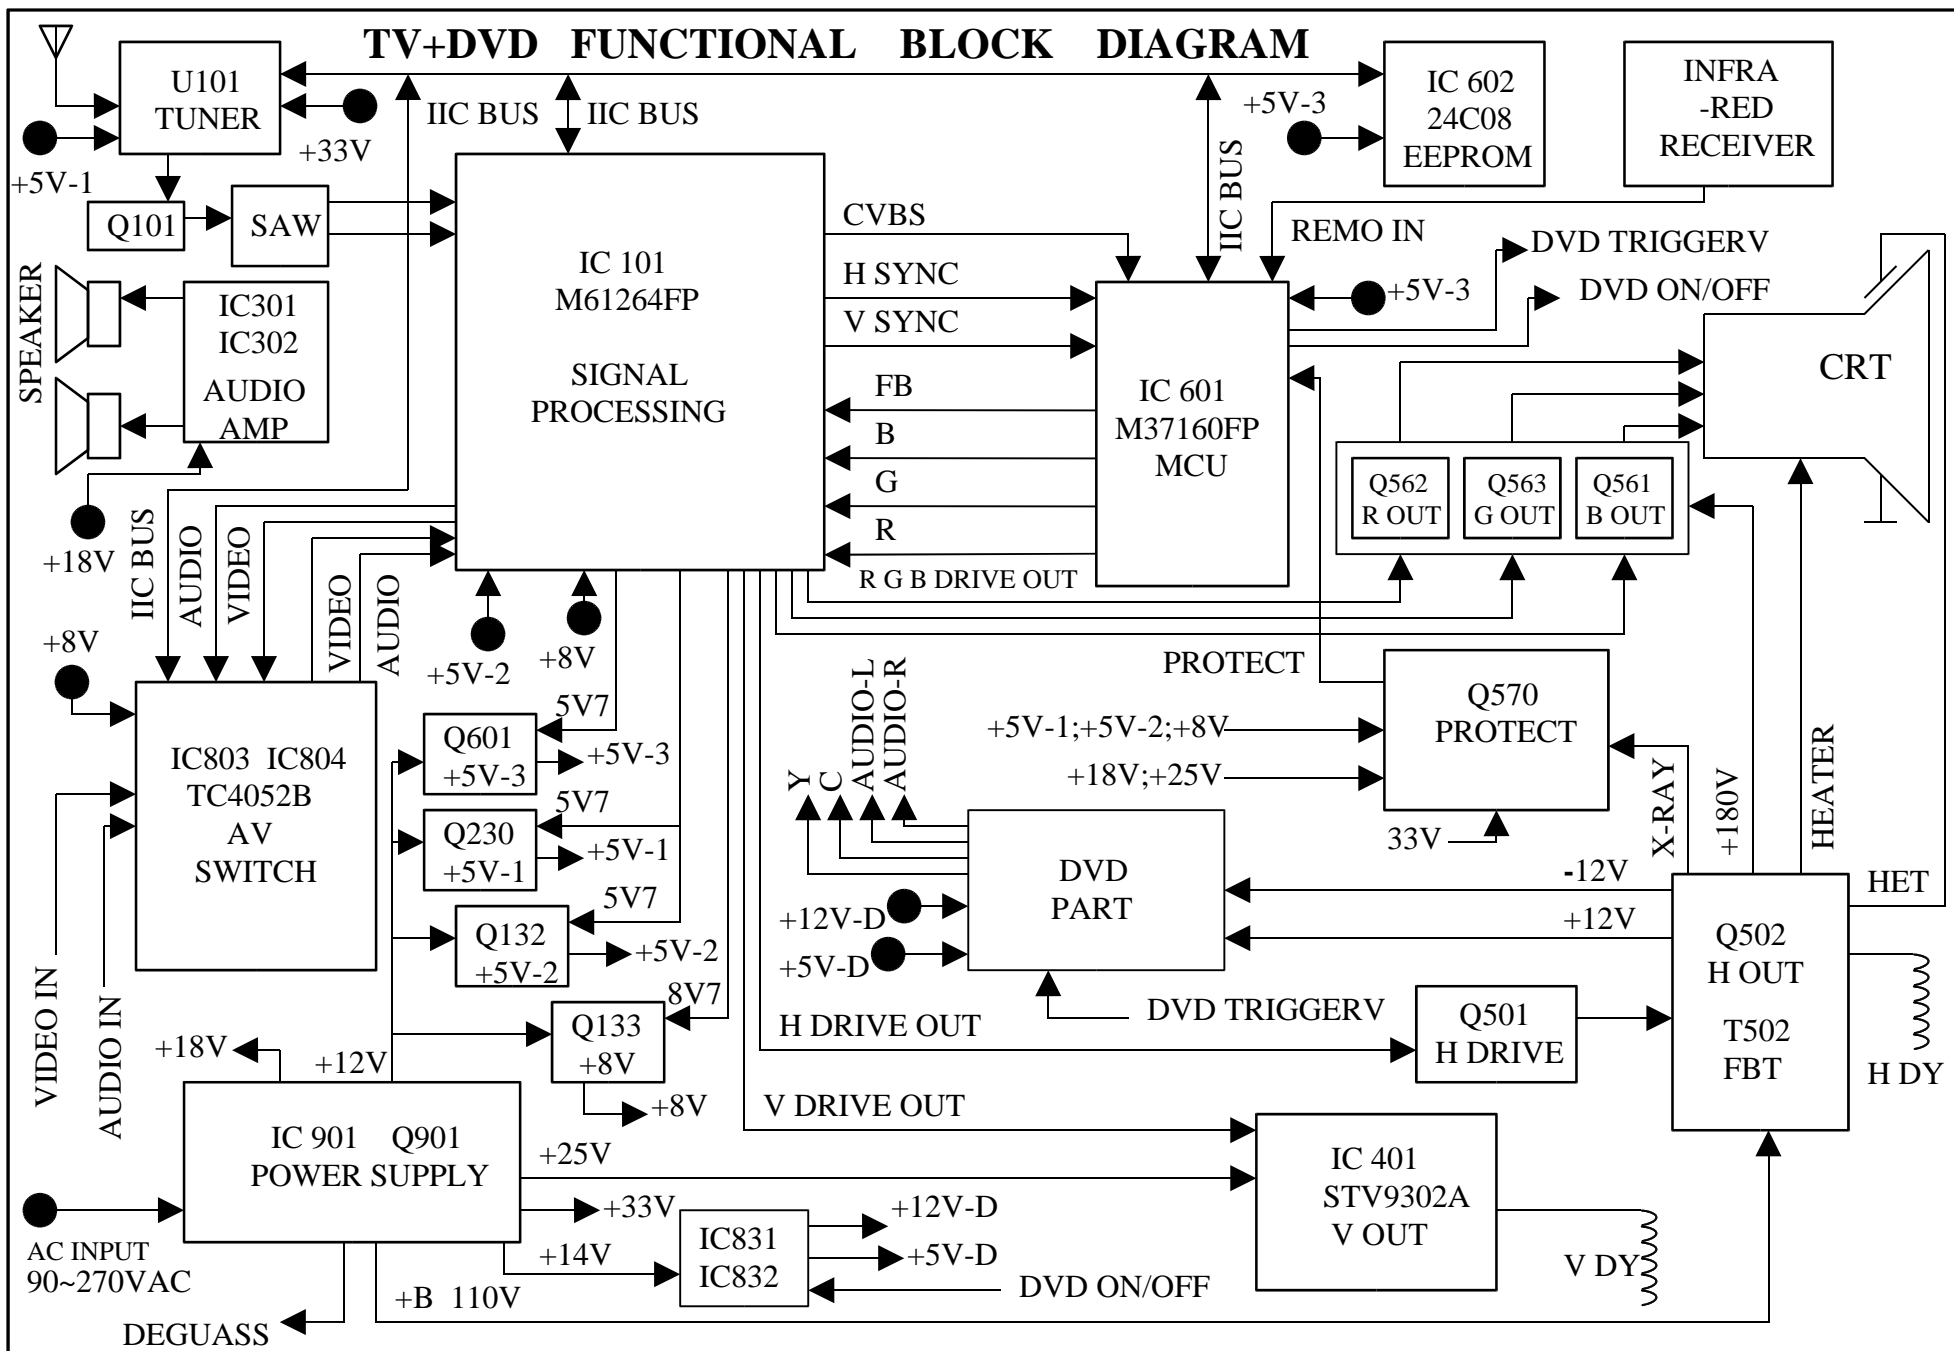 TV+DVD FUNCTIONAL BLOCK DIAGRAM
U101
TUNER
+5V-1
+33V
IIC BUS
IIC BUS
IIC BUS
+5V-3
IC 602
24C08
EEPROM
INFRA
-RED
RECEIVER
Q101
SAW
IC 101
M61264FP
SIGNAL
PROCESSING
CVBS
H SYNC
V SYNC
FB
B
G
R
R G B DRIVE OUT
REMO IN
DVD TRIGGERV
+5V-3
DVD ON/OFF
IC 601
M37160FP
MCU
CRT
SPEAKER
IC301
IC302
AUDIO
AMP
+18V
Q562
R OUT
Q563
G OUT
Q561
B OUT
IIC BUS
AUDIO
VIDEO
VIDEO
AUDIO
+8V
+5V-2
+8V
PROTECT
Q570
PROTECT
+5V-1;+5V-2;+8V
+18V;+25V
33V
X-RAY
+180V
HEATER
IC803 IC804
TC4052B
AV
SWITCH
5V7
Q601
+5V-3
+5V-3
5V7
Q230
+5V-1
+5V-1
5V7
Q132
+5V-2
+5V-2
8V7
Q133
+8V
+8V
Y
C
AUDIO-L
AUDIO-R
DVD
PART
+12V-D
+5V-D
-12V
+12V
DVD TRIGGERV
HET
Q502
H OUT
T502
FBT
H DY
VIDEO IN
AUDIO IN
+18V
+12V
H DRIVE OUT
Q501
H DRIVE
V DRIVE OUT
IC 901 Q901
POWER SUPPLY
+25V
+33V
+14V
+B 110V
AC INPUT
90~270VAC
DEGUASS
IC831
IC832
+12V-D
+5V-D
DVD ON/OFF
IC 401
STV9302A
V OUT
V DY